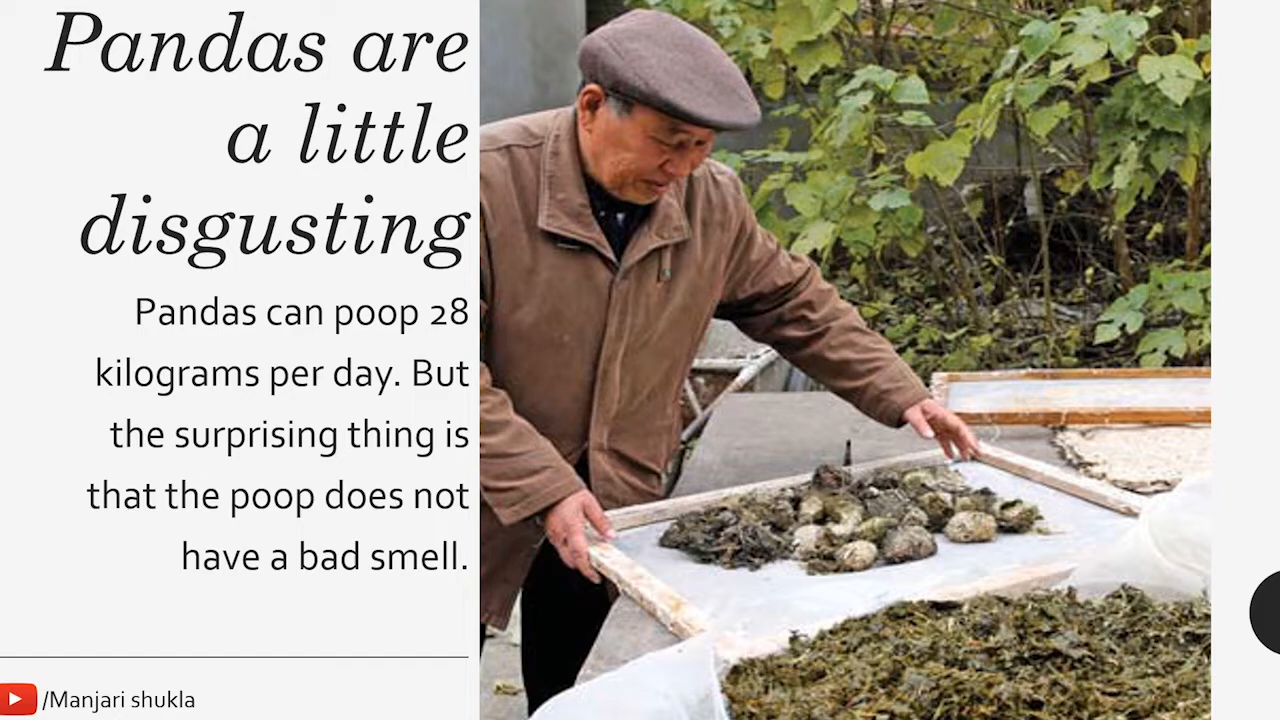 Pandas are
a little
disgusting
Pandas can poop 28
kilograms per day. But
the surprising thing is
that the poop does not
have a bad smell.
/Manjari shukla